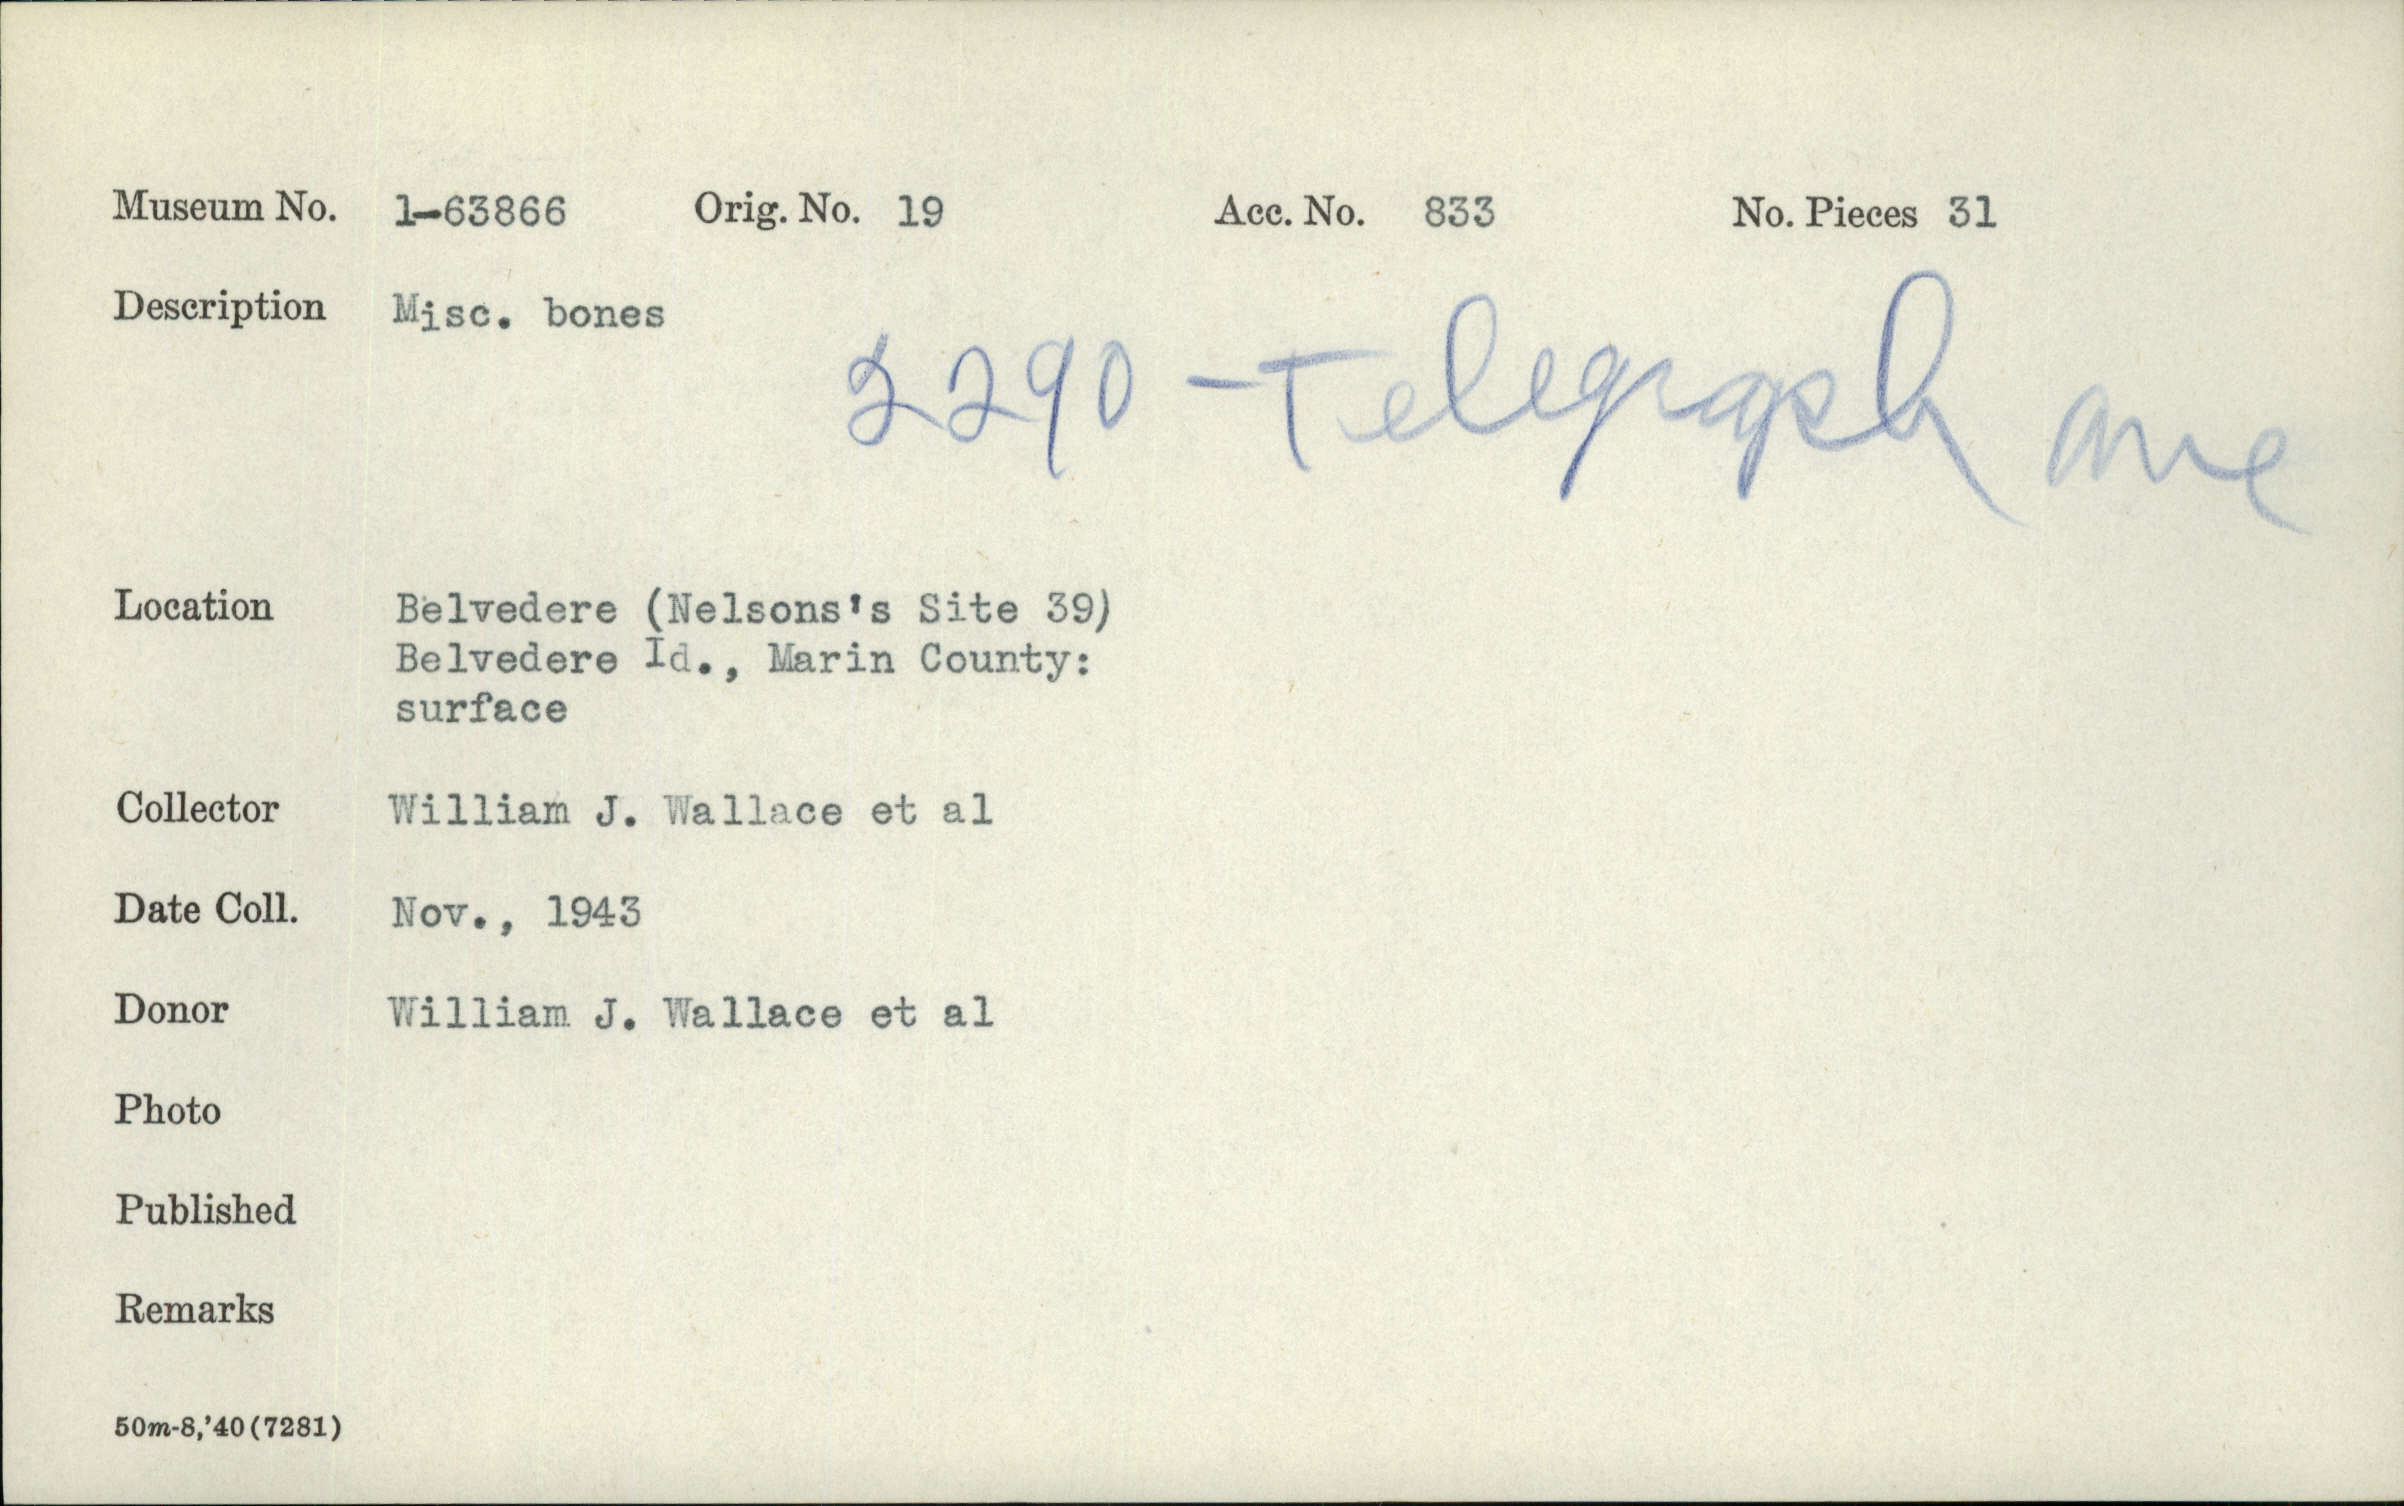 Museum No. 1-63866 Orig. No. 19 Acc. No. 833 No. Pieces 31
Description Misc. bones
2290 - Telegraph Ave
Location Belvedere (Nelsons's Site 39)
Belvedere Id., Marin County:
surface
Collector William J. Wallace et al
Date Coll. Nov., 1943
Donor William J. Wallace et al
Photo
Published
Remarks
50m-8,'40(7281)